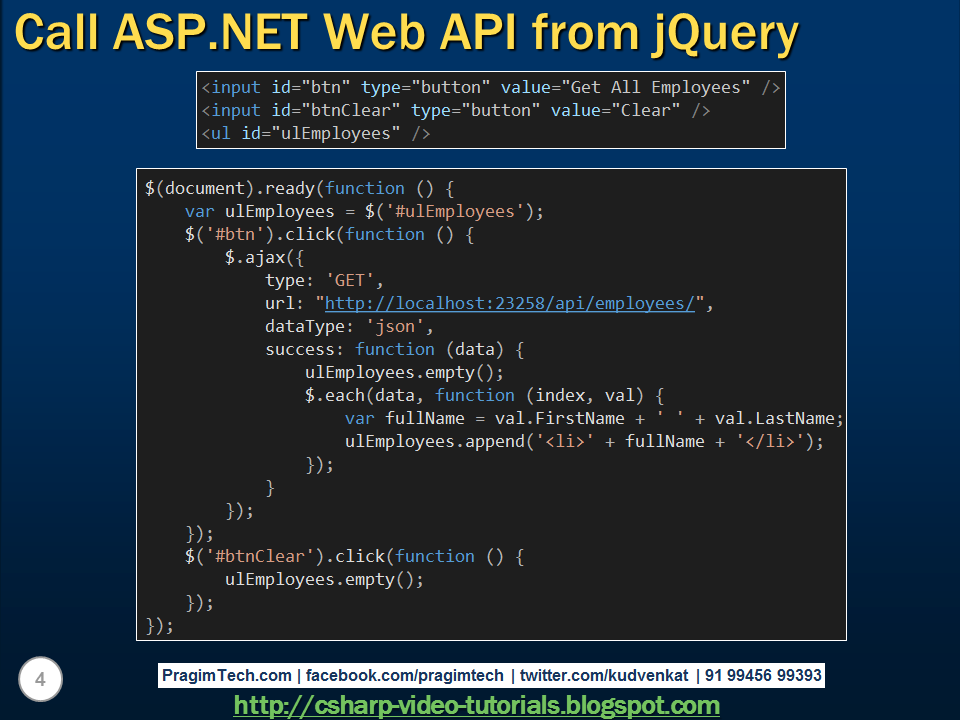 Call ASP.NET Web API from jQuery
<input id="btn" type="button" value="Get All Employees" />
<input id="btnClear" type="button" value="Clear" />
<ul id="ulEmployees" />
$(document).ready(function () {
    var ulEmployees = $('#ulEmployees');
    $('#btn').click(function () {
        $.ajax({
            type: 'GET',
            url: "http://localhost:23258/api/employees/",
            dataType: 'json',
            success: function (data) {
                ulEmployees.empty();
                $.each(data, function (index, val) {
                    var fullName = val.FirstName + ' ' + val.LastName;
                    ulEmployees.append('<li>' + fullName + '</li>');
                });
            }
        });
    });
    $('#btnClear').click(function () {
        ulEmployees.empty();
    });
});
4
PragimTech.com | facebook.com/pragimtech | twitter.com/kudvenkat | 91 99456 99393
http://csharp-video-tutorials.blogspot.com